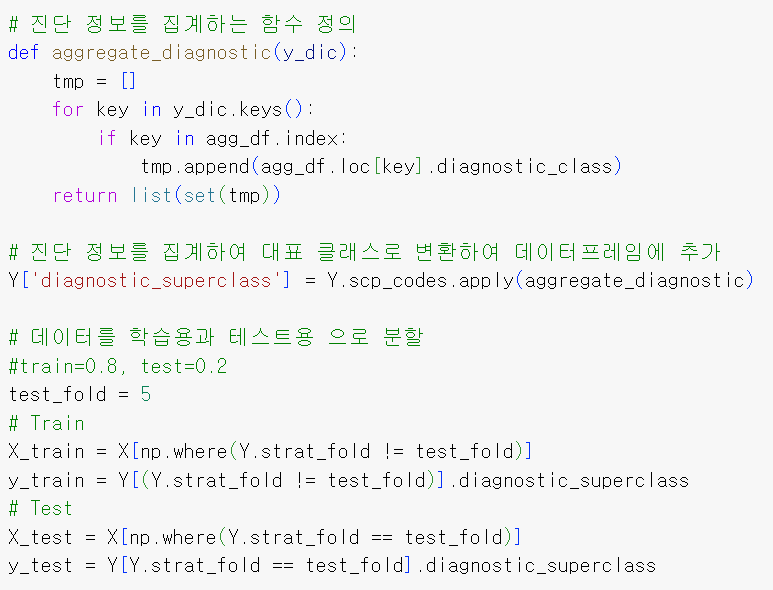 # 진단 정보를 집계하는 함수 정의
def aggregate_diagnostic(y_dic):
    tmp = []
    for key in y_dic.keys():
        if key in agg_df.index:
            tmp.append(agg_df.loc[key].diagnostic_class)
    return list(set(tmp))

# 진단 정보를 집계하여 대표 클래스로 변환하여 데이터프레임에 추가
Y['diagnostic_superclass'] = Y.scp_codes.apply(aggregate_diagnostic)

# 데이터를 학습용과 테스트용 으로 분할
#train=0.8, test=0.2
test_fold = 5
# Train
X_train = X[np.where(Y.strat_fold != test_fold)]
y_train = Y[(Y.strat_fold != test_fold)].diagnostic_superclass
# Test
X_test = X[np.where(Y.strat_fold == test_fold)]
y_test = Y[Y.strat_fold == test_fold].diagnostic_superclass